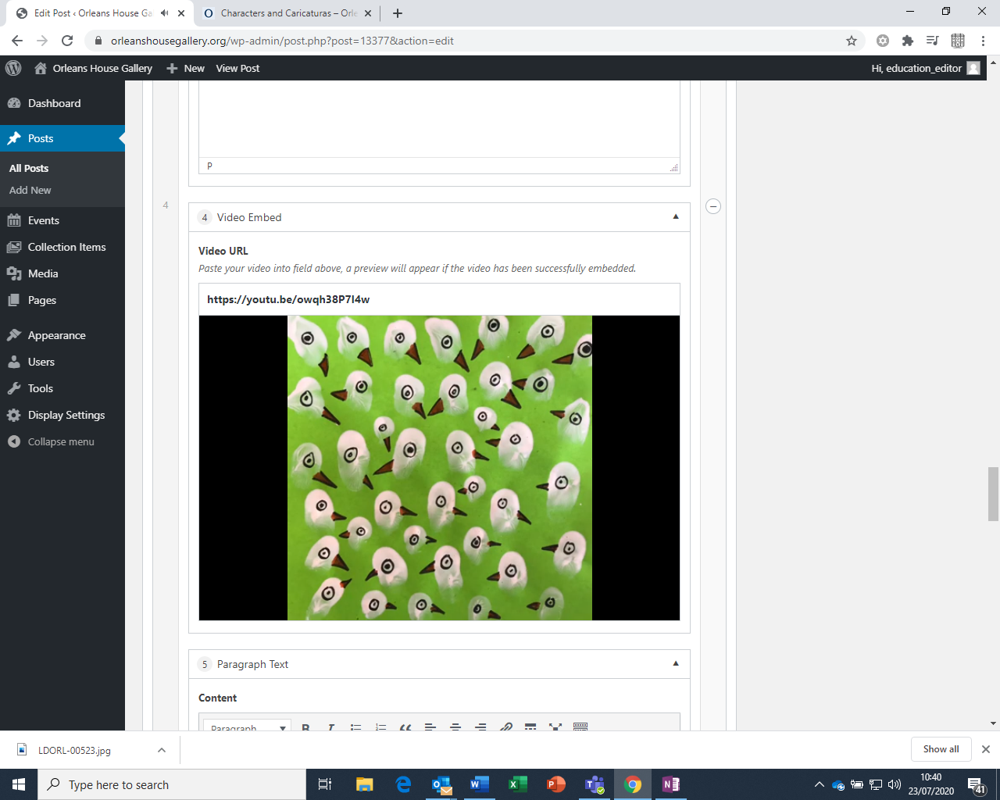 Edit Post ‹ Orleans House Ga
Characters and Caricaturas – Orle
orleanshousegallery.org/wp-admin/post.php?post=13377&action=edit
Orleans House Gallery
New
View Post
Hi, education_editor
Dashboard
Posts
All Posts
Add New
Events
Collection Items
Media
Pages
Appearance
Users
Tools
Display Settings
Collapse menu
P
4
4 Video Embed
Video URL
Paste your video into field above, a preview will appear if the video has been successfully embedded.
https://youtu.be/owqh38P7I4w
5 Paragraph Text
Content
Paragraph
LDORL-00523.jpg
Show all
Type here to search
10:40
23/07/2020
41